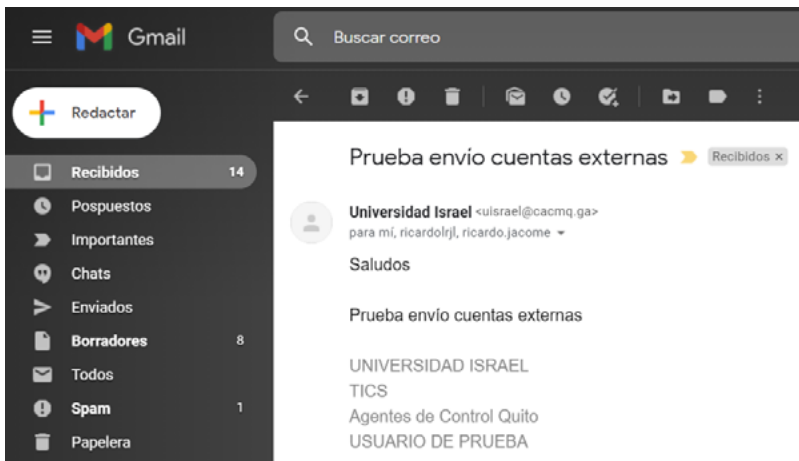 Gmail
Buscar correo
Redactar
Recibidos 14
Pospuestos
Importantes
Chats
Enviados
Borradores 8
Todos
Spam 1
Papelera
Prueba envío cuentas externas Recibidos ×
Universidad Israel <uisrael@cacmq.ga>
para mí, ricardolrjl, ricardo.jacome
Saludos
Prueba envío cuentas externas
UNIVERSIDAD ISRAEL
TICS
Agentes de Control Quito
USUARIO DE PRUEBA